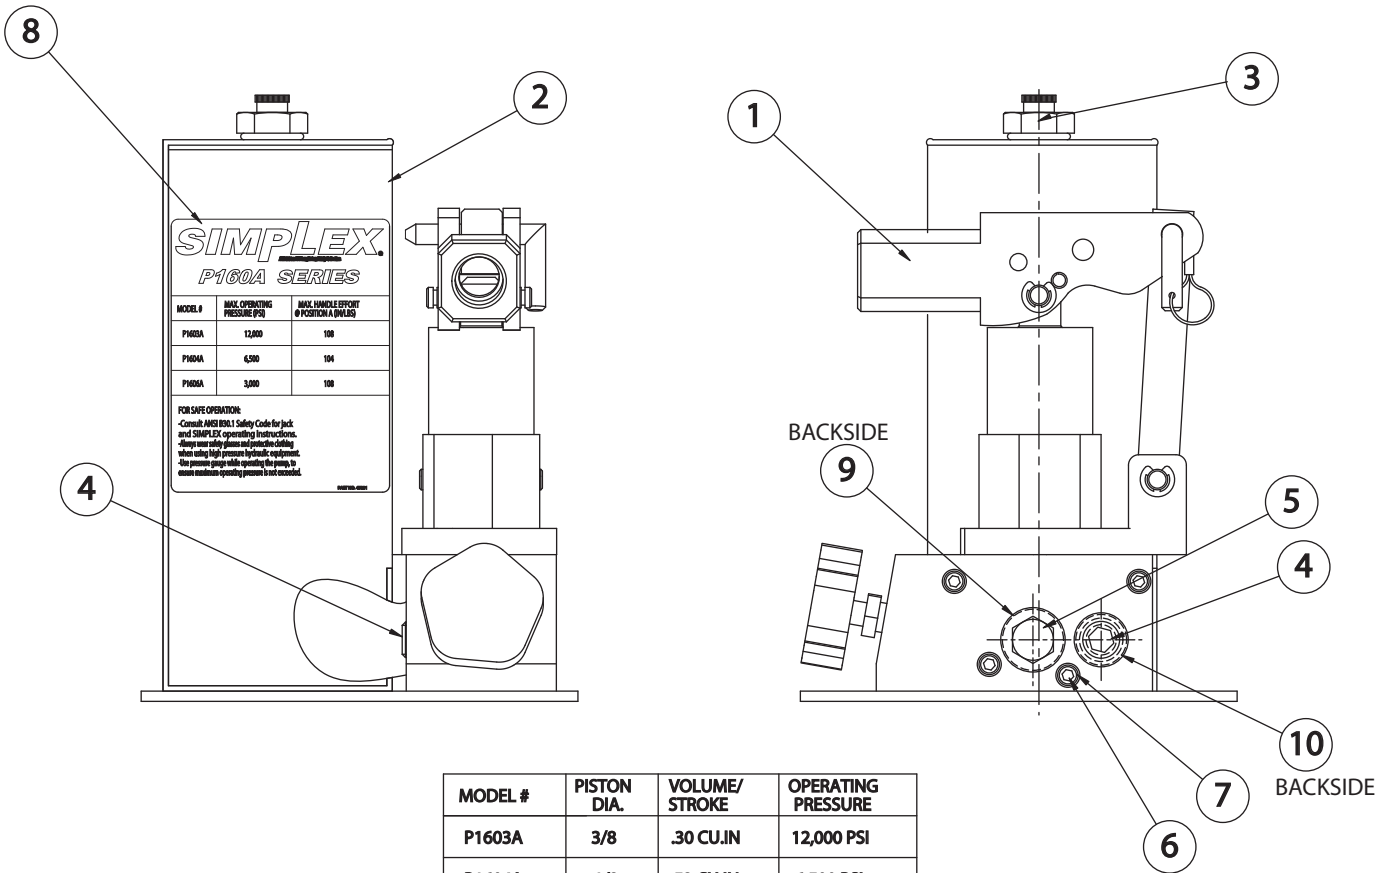 8
2
3
1
SIMPLEX®
P160A SERIES
MODEL # MAX. OPERATING PRESSURE (PSI) MAX. HANDLE EFFORT @ POSITION A (IN/LBS)
P1603A 12,000 108
P1604A 6,500 104
P1606A 3,000 108
FOR SAFE OPERATION:
-Consult ANSI B30.1 Safety Code for jack
and SIMPLEX operating instructions.
-Always wear safety glasses and protective clothing
when using high pressure hydraulic equipment.
-Use pressure gauge while operating the pump, to
ensure maximum operating pressure is not exceeded.
4
BACKSIDE
9
5
4
10
BACKSIDE
7
6
MODEL # PISTON DIA. VOLUME/ STROKE OPERATING PRESSURE
P1603A 3/8 .30 CU.IN 12,000 PSI